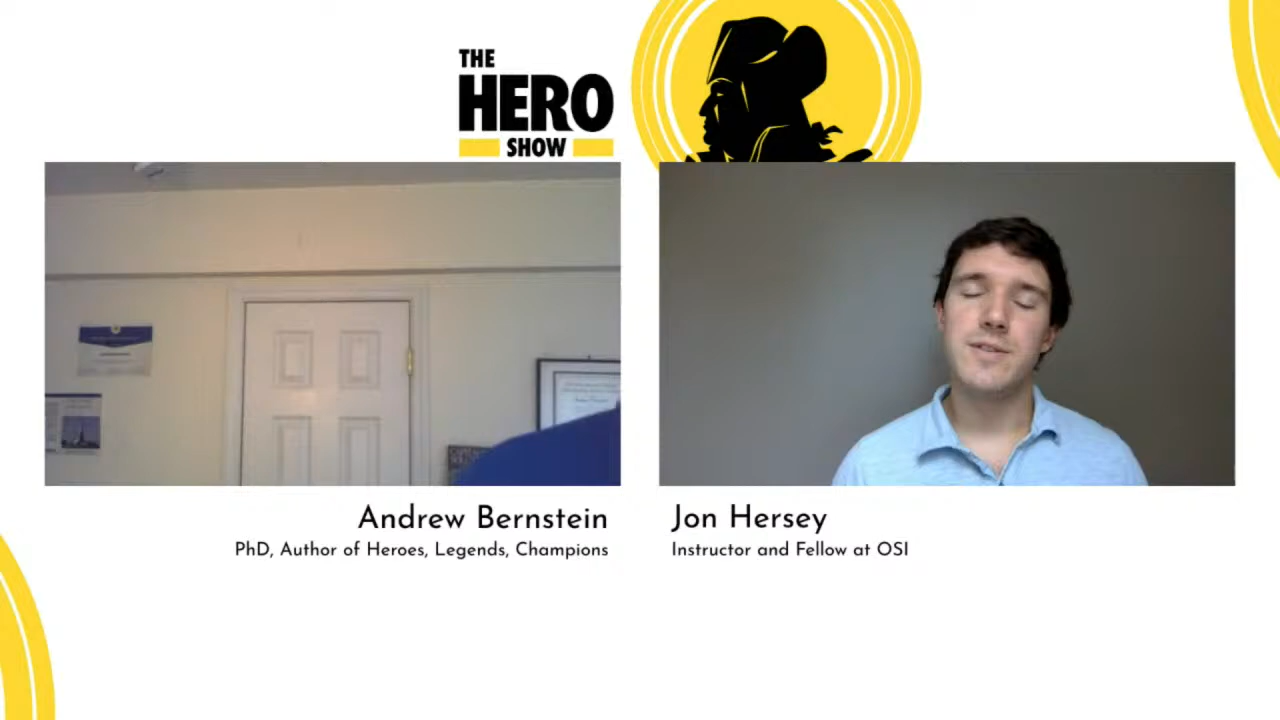 THE
HERO
SHOW
Andrew Bernstein
PhD, Author of Heroes, Legends, Champions
Jon Hersey
Instructor and Fellow at OSI